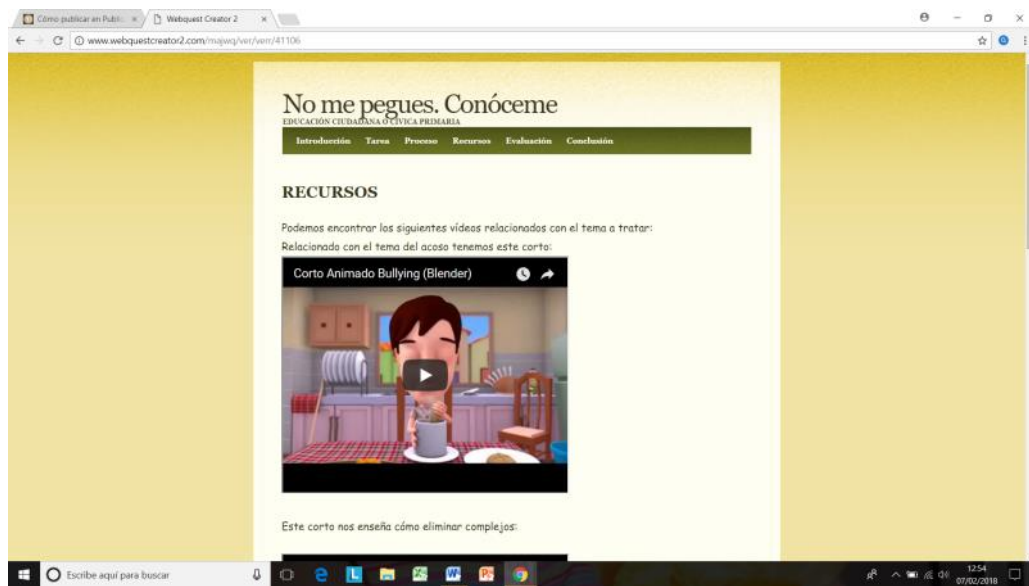 Cómo publicar en Public
Webquest Creator 2
www.webquestcreator2.com/majwq/ver/verr/41106
No me pegues. Conóceme
EDUCACIÓN CIUDADANA O CÍVICA PRIMARIA
Introducción Tarea Proceso Recursos Evaluación Conclusión
RECURSOS
Podemos encontrar los siguientes vídeos relacionados con el tema a tratar:
Relacionado con el tema del acoso tenemos este corto:
Corto Animado Bullying (Blender)
Este corto nos enseña cómo eliminar complejos:
Escribe aquí para buscar
12:54
07/02/2018